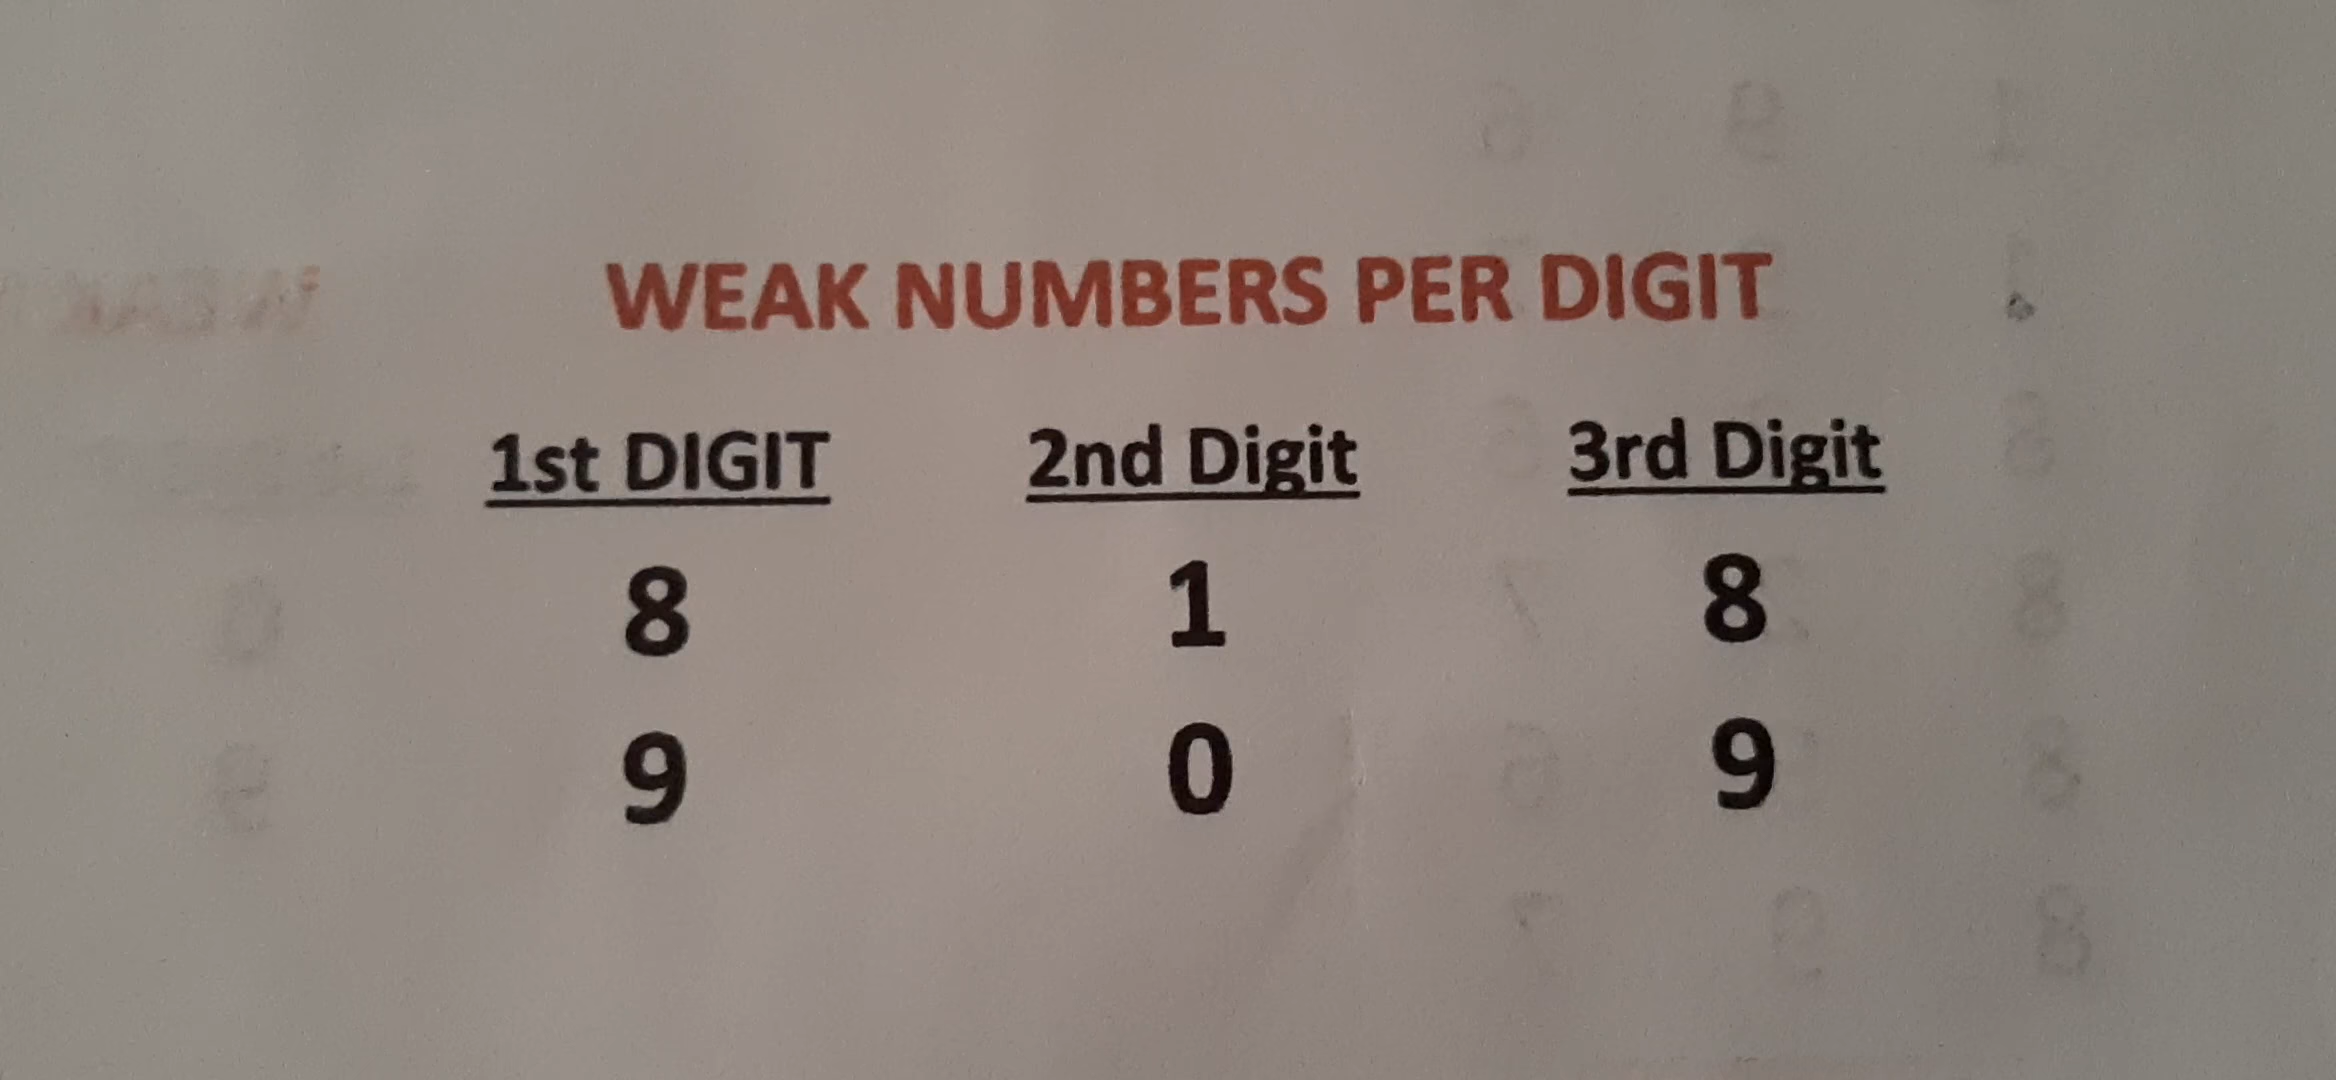 WEAK NUMBERS PER DIGIT
1st DIGIT 2nd Digit 3rd Digit
8 1 8
9 0 9